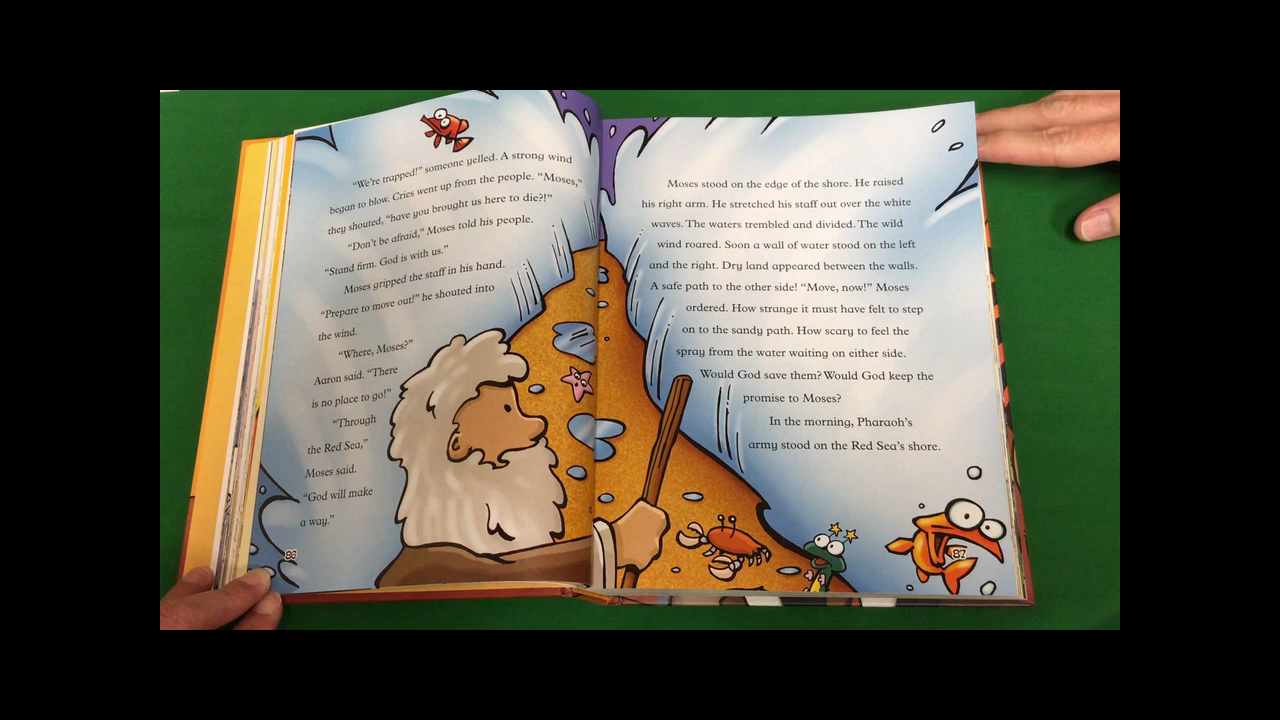 "We're trapped!" someone yelled. A strong wind
began to blow. Cries went up from the people. "Moses,"
they shouted, "have you brought us here to die?!"
"Don't be afraid," Moses told his people.
"Stand firm. God is with us."
Moses gripped the staff in his hand.
"Prepare to move out!" he shouted into
the wind.
"Where, Moses?"
Aaron said. "There
is no place to go!"
"Through
the Red Sea,"
Moses said.
"God will make
a way."
86
Moses stood on the edge of the shore. He raised
his right arm. He stretched his staff out over the white
waves. The waters trembled and divided. The wild
wind roared. Soon a wall of water stood on the left
and the right. Dry land appeared between the walls.
A safe path to the other side! "Move, now!" Moses
ordered. How strange it must have felt to step
on to the sandy path. How scary to feel the
spray from the water waiting on either side.
Would God save them? Would God keep the
promise to Moses?
In the morning, Pharaoh's
army stood on the Red Sea's shore.
87